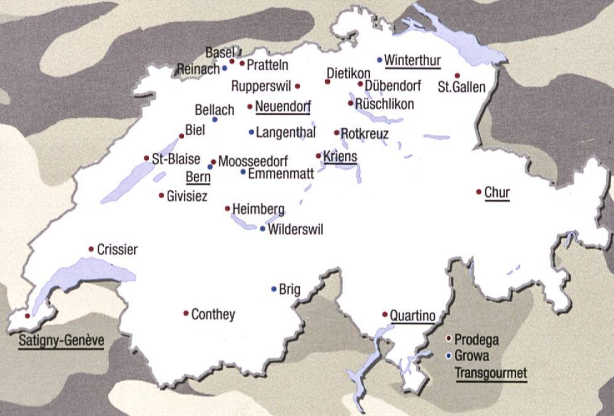 Basel
Pratteln
Reinach
Winterthur
Dietikon
Rupperswil
Dübendorf
St.Gallen
Neuendorf
Rüschlikon
Bellach
Biel
Langenthal
Rotkreuz
St-Blaise
Moosseedorf
Kriens
Bern
Emmenmatt
Givisiez
Chur
Heimberg
Wilderswil
Crissier
Brig
Conthey
Quartino
Satigny-Genève
Prodega
Growa
Transgourmet